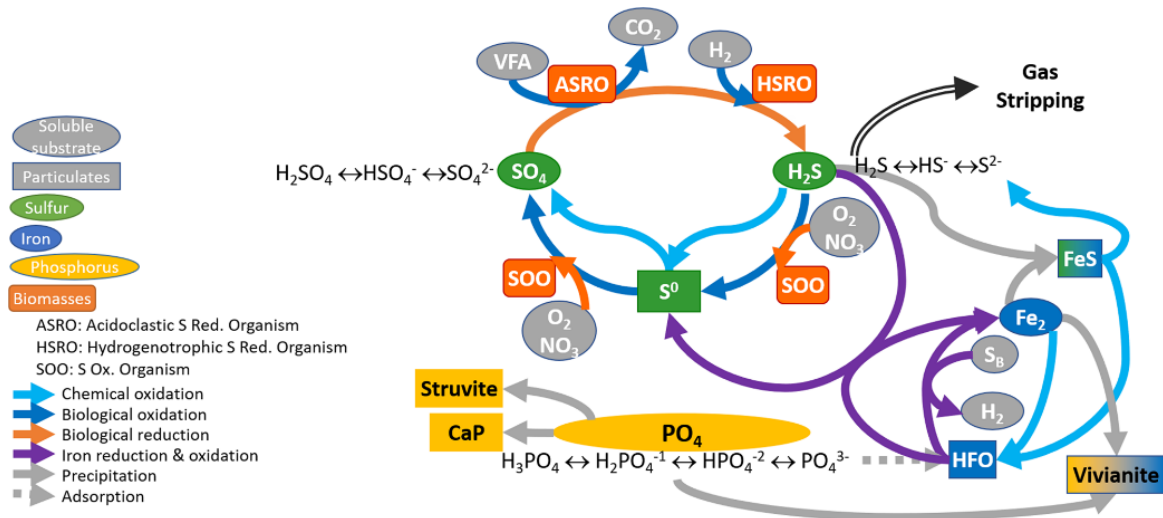 CO₂
VFA
H₂
ASRO
HSRO
Gas
Stripping
Soluble
substrate
Particulates
Sulfur
Iron
Phosphorus
Biomasses
ASRO: Acidoclastic S Red. Organism
HSRO: Hydrogenotrophic S Red. Organism
SOO: S Ox. Organism
Chemical oxidation
Biological oxidation
Biological reduction
Iron reduction & oxidation
Precipitation
Adsorption
H₂SO₄ ↔HSO₄⁻ ↔SO₄²⁻
SO₄
H₂S
H₂S ↔HS⁻ ↔S²⁻
O₂
NO₃
SOO
S⁰
SOO
FeS
O₂
NO₃
Fe₂
S_B
H₂
Struvite
CaP
PO₄
H₃PO₄ ↔ H₂PO₄⁻¹ ↔ HPO₄⁻² ↔ PO₄³⁻
HFO
Vivianite